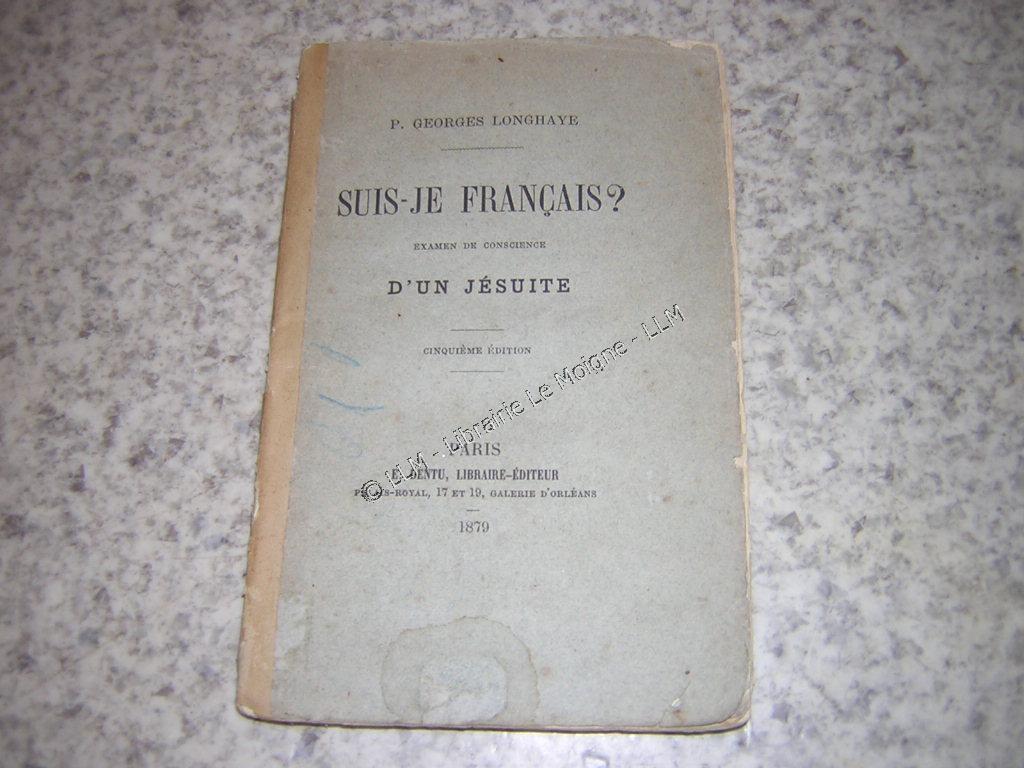 P. GEORGES LONGHAYE
SUIS-JE FRANÇAIS?
EXAMEN DE CONSCIENCE
D'UN JÉSUITE
CINQUIÈME ÉDITION
PARIS
E. DENTU, LIBRAIRE-ÉDITEUR
PALAIS-ROYAL, 17 ET 19, GALERIE D'ORLÉANS
1879
© LLM - Librairie Le Moigne - LLM